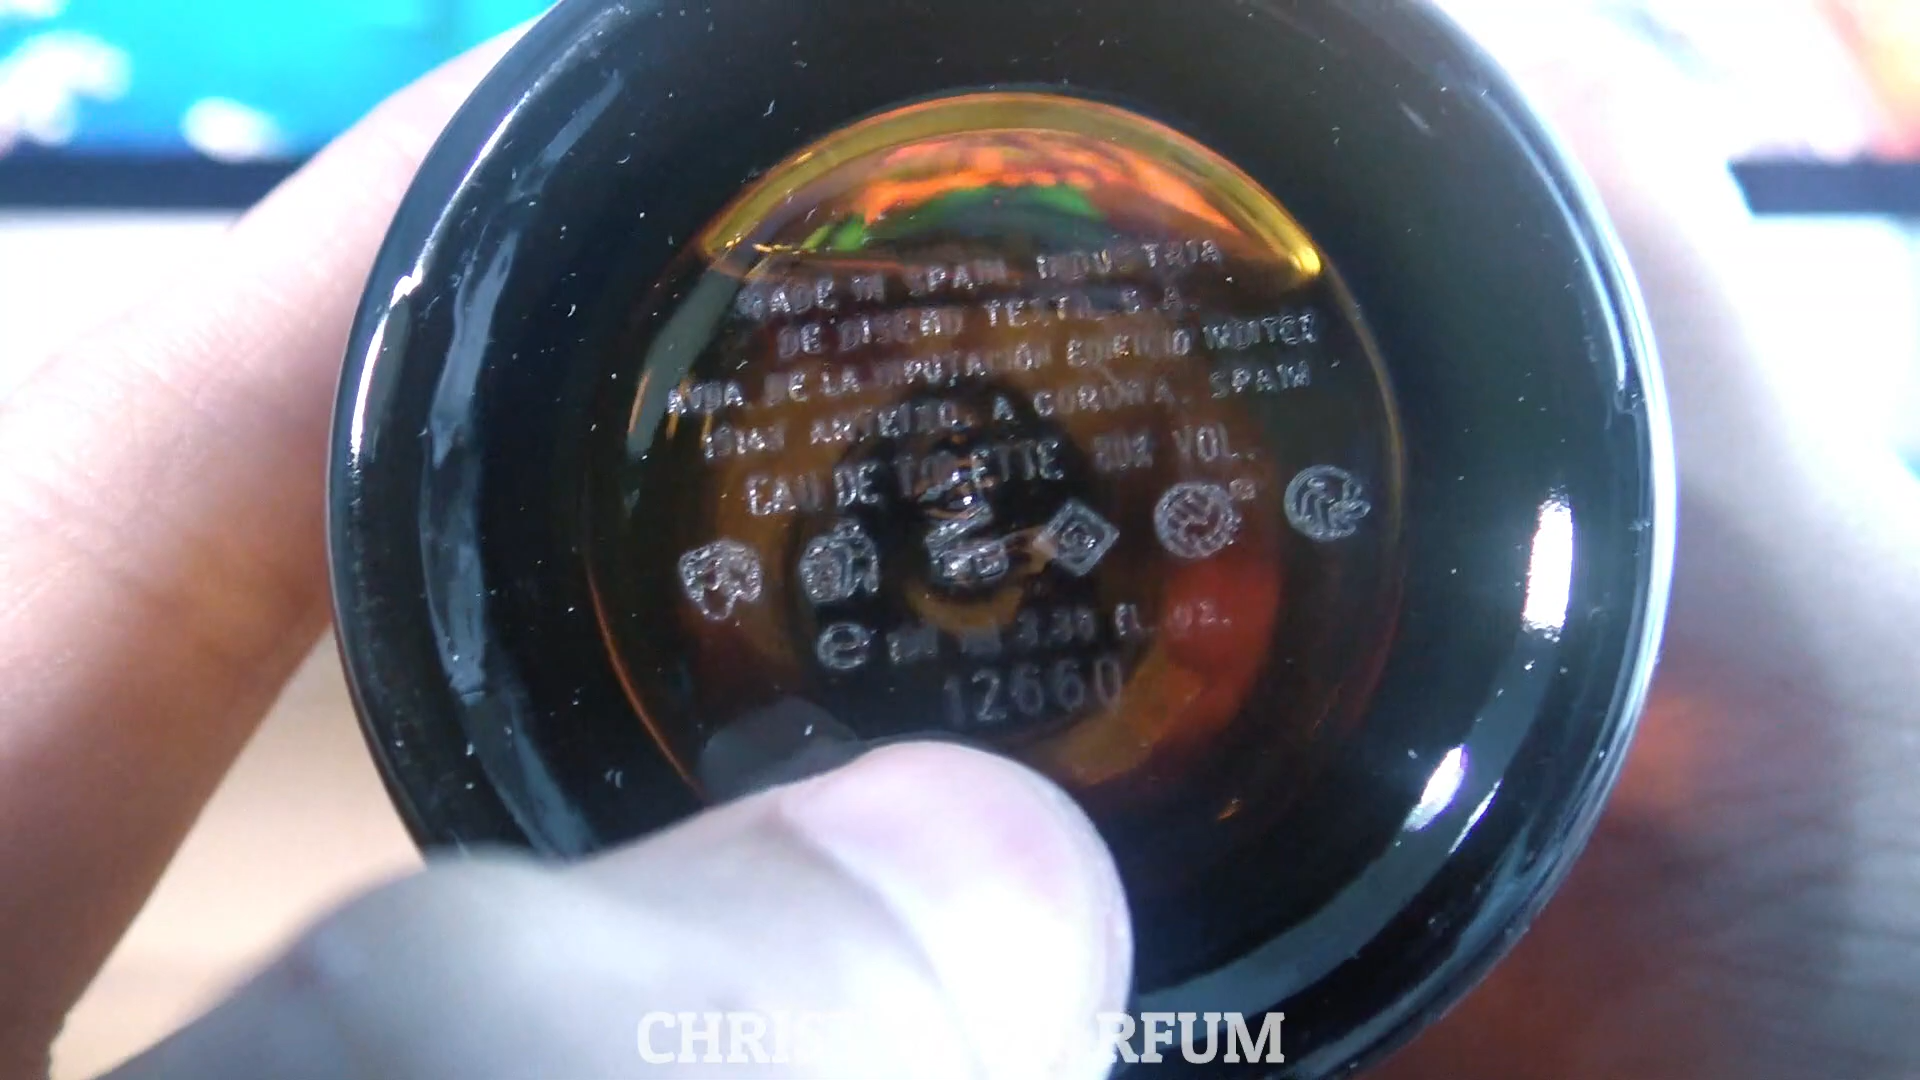 MADE IN SPAIN. INDUSTRIA
DE DISEÑO TEXTIL S.A.
AVDA. DE LA DIPUTACIÓN EDIFICIO INDITEX
ARTEIXO. A CORUÑA. SPAIN
EAU DE TOILETTE 80% VOL.
3.38 fl. oz.
12660